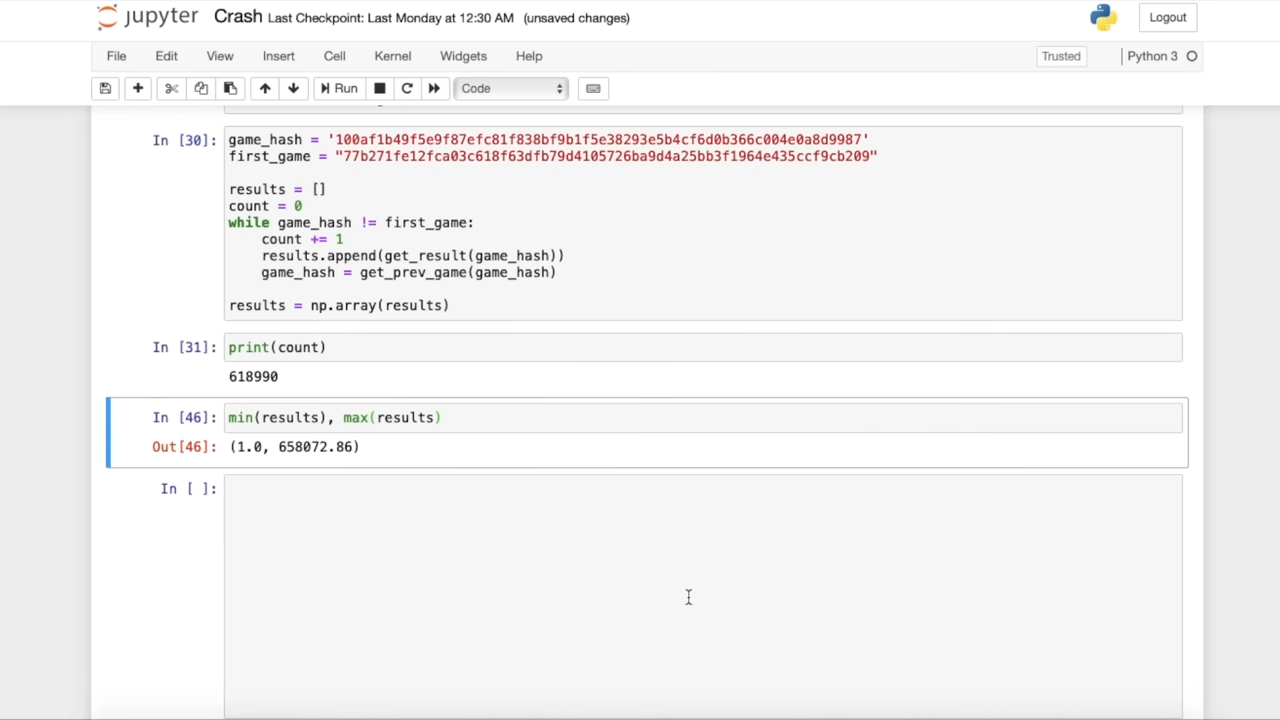 jupyter Crash Last Checkpoint: Last Monday at 12:30 AM (unsaved changes) Logout
File Edit View Insert Cell Kernel Widgets Help Trusted Python 3
Run Code
In [30]: game_hash = '100af1b49f5e9f87efc81f838bf9b1f5e38293e5b4cf6d0b366c004e0a8d9987'
first_game = "77b271fe12fca03c618f63dfb79d4105726ba9d4a25bb3f1964e435ccf9cb209"
results = []
count = 0
while game_hash != first_game:
    count += 1
    results.append(get_result(game_hash))
    game_hash = get_prev_game(game_hash)
results = np.array(results)
In [31]: print(count)
618990
In [46]: min(results), max(results)
Out[46]: (1.0, 658072.86)
In [ ]: